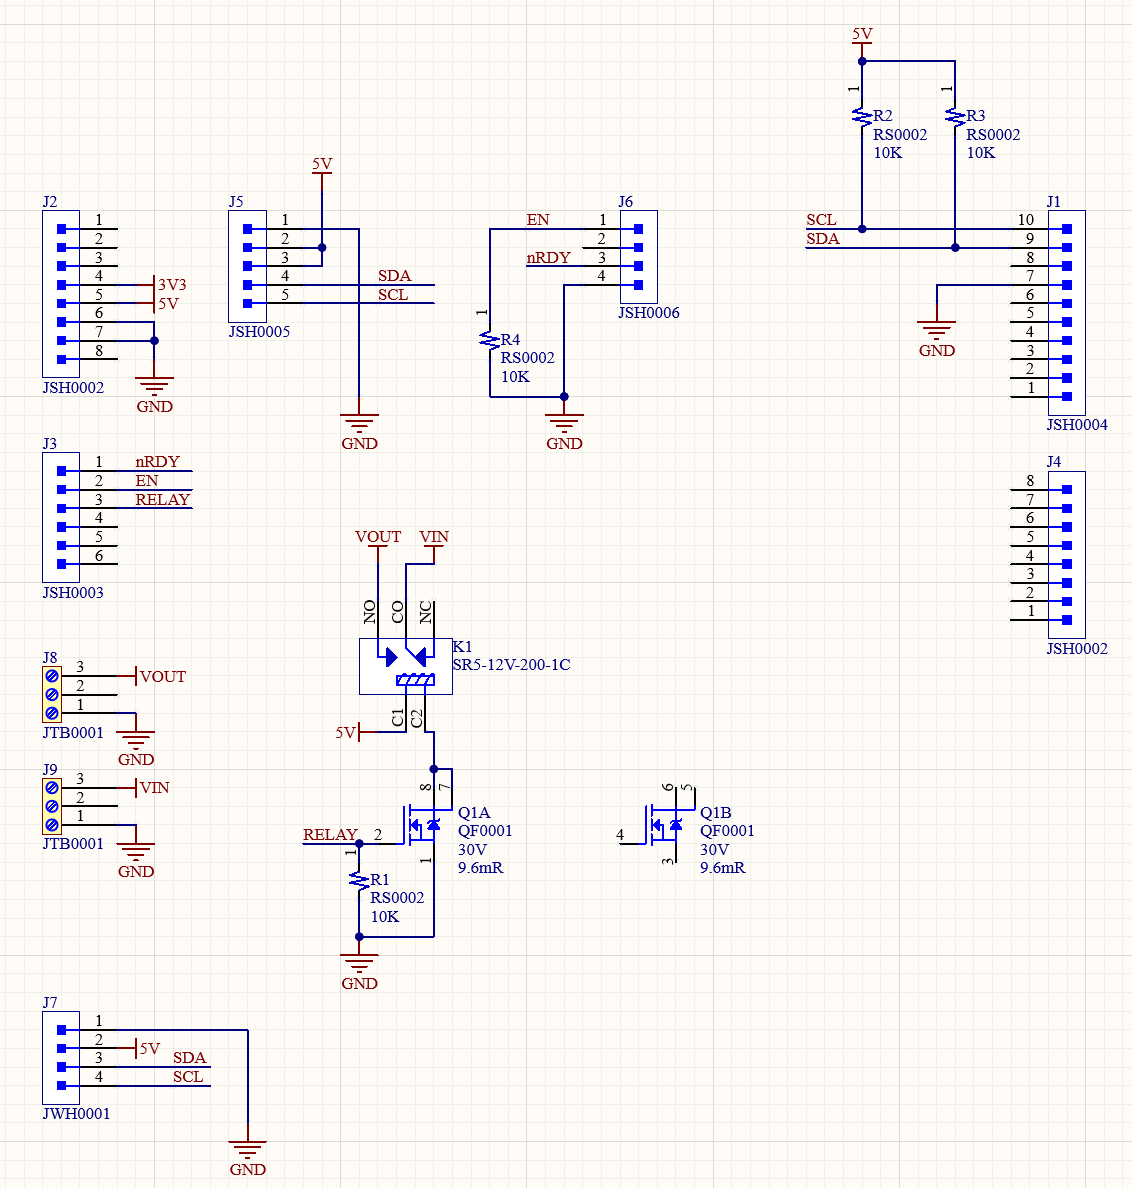 5V
1
1
R2
RS0002
10K
R3
RS0002
10K
5V
J2
1
2
3
4
3V3
5
5V
6
7
8
JSH0002
GND
J5
1
2
3
4
SDA
5
SCL
JSH0005
GND
J6
EN
1
2
nRDY
3
4
JSH0006
1
R4
RS0002
10K
GND
J1
SCL
10
SDA
9
8
7
6
5
4
3
2
1
JSH0004
GND
J3
1
nRDY
2
EN
3
RELAY
4
5
6
JSH0003
J4
8
7
6
5
4
3
2
1
JSH0002
VOUT
VIN
NO
CO
NC
K1
SR5-12V-200-1C
C1
C2
5V
J8
3
VOUT
2
1
JTB0001
GND
J9
3
VIN
2
1
JTB0001
GND
8
7
Q1A
QF0001
30V
9.6mR
RELAY
2
1
1
R1
RS0002
10K
GND
6
5
Q1B
QF0001
30V
9.6mR
4
3
J7
1
2
5V
3
SDA
4
SCL
JWH0001
GND